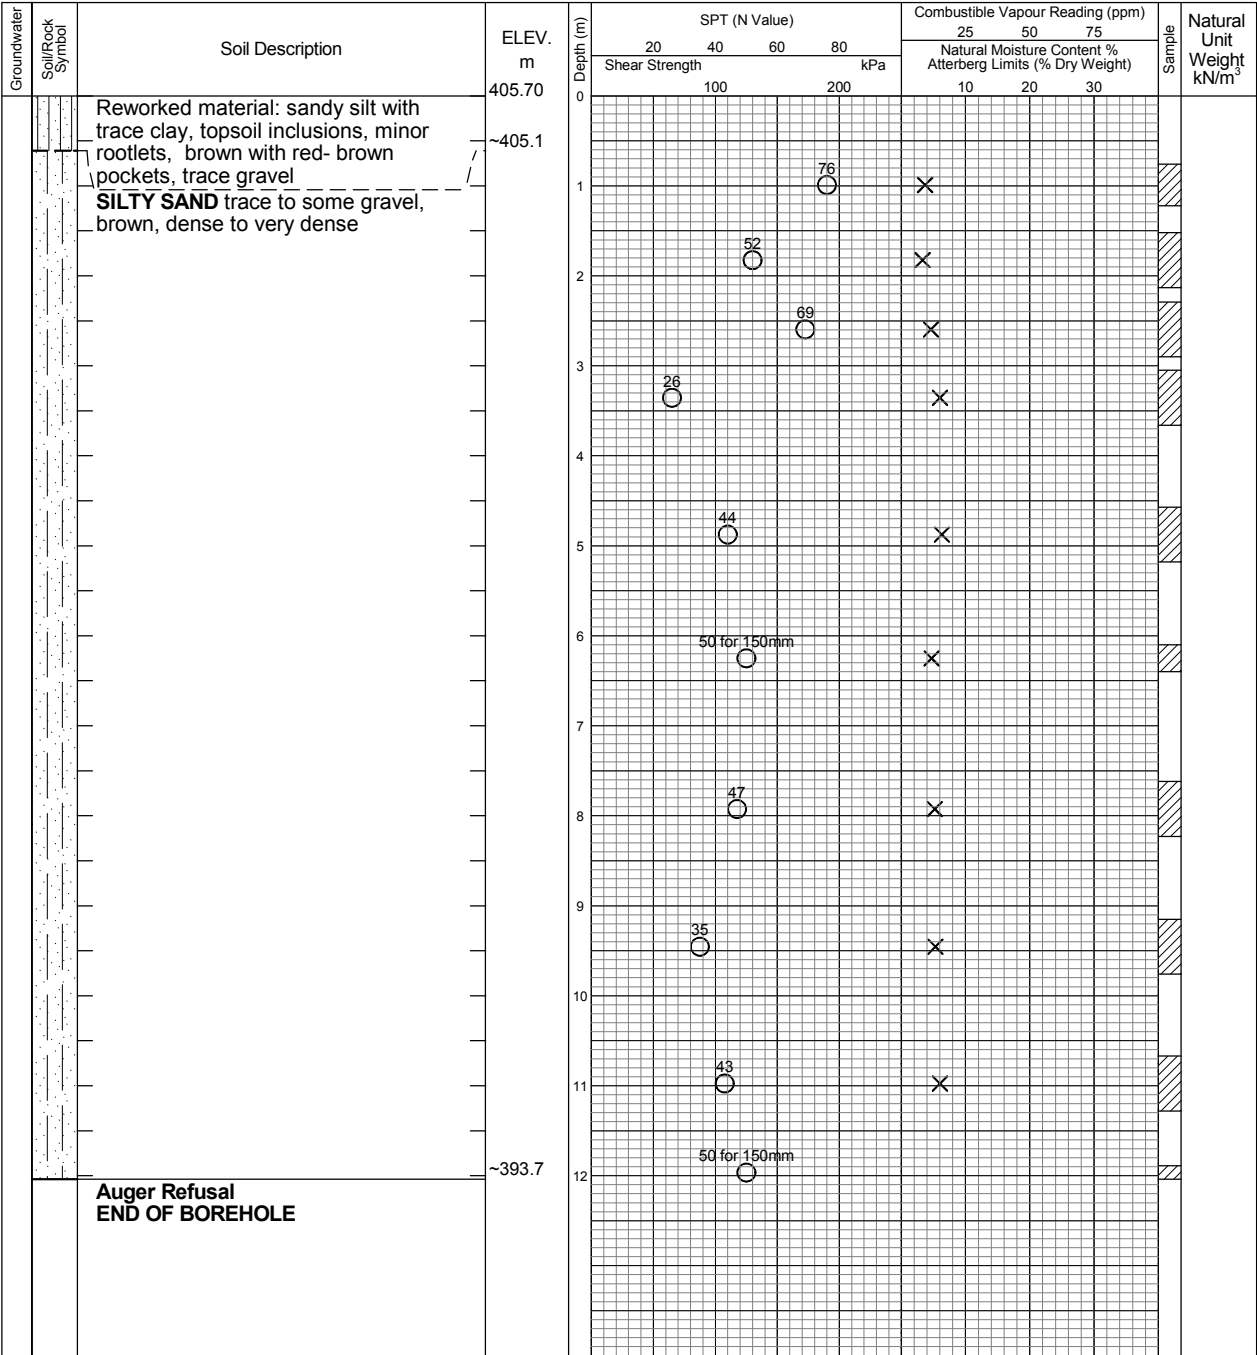 Groundwater
Soil/Rock
Symbol
Soil Description
ELEV.
m
405.70
Depth (m)
SPT (N Value)
20 40 60 80
Shear Strength kPa
100 200
Combustible Vapour Reading (ppm)
25 50 75
Natural Moisture Content %
Atterberg Limits (% Dry Weight)
10 20 30
Sample
Natural
Unit
Weight
kN/m³
0
Reworked material: sandy silt with
trace clay, topsoil inclusions, minor
rootlets, brown with red- brown
pockets, trace gravel
~405.1
SILTY SAND trace to some gravel,
brown, dense to very dense
76
1
52
2
69
3
26
4
44
5
50 for 150mm
6
7
47
8
9
35
10
43
11
50 for 150mm
12
~393.7
Auger Refusal
END OF BOREHOLE